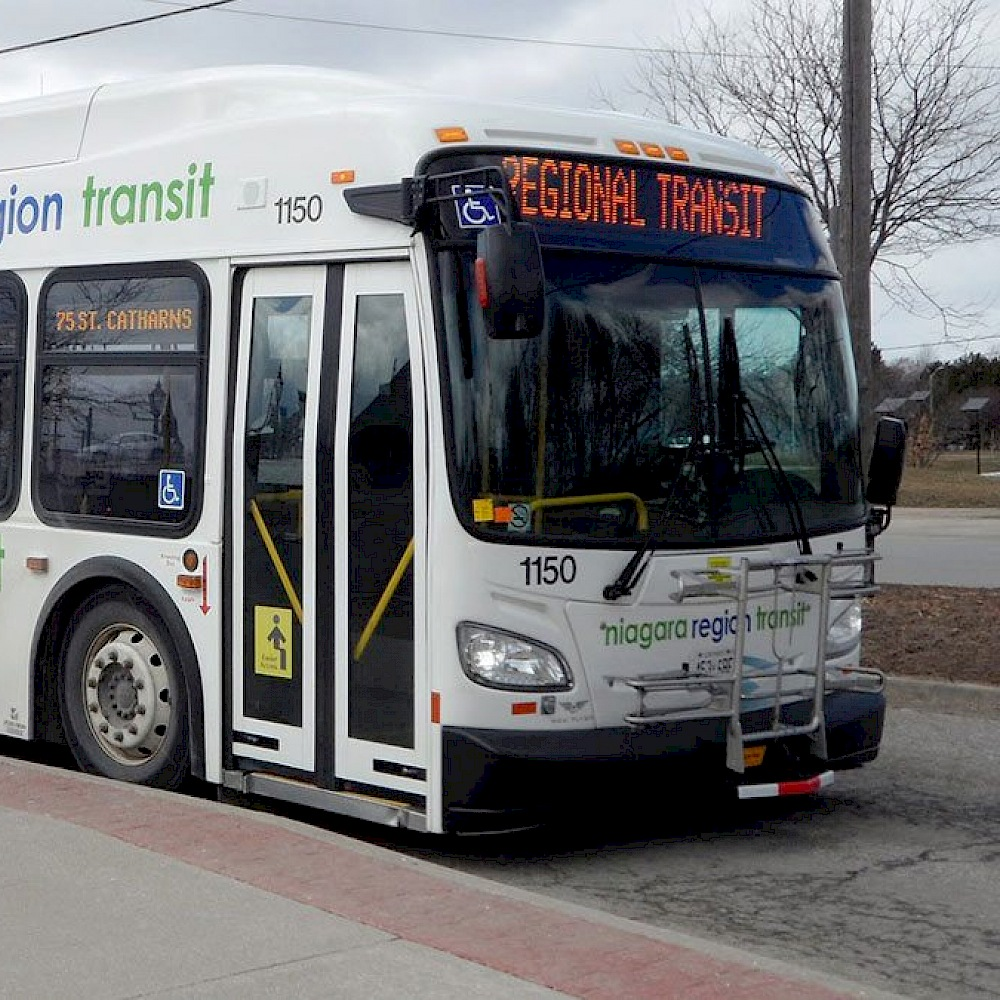 gion transit
1150
REGIONAL TRANSIT
75 ST. CATHARNS
1150
niagara region transit